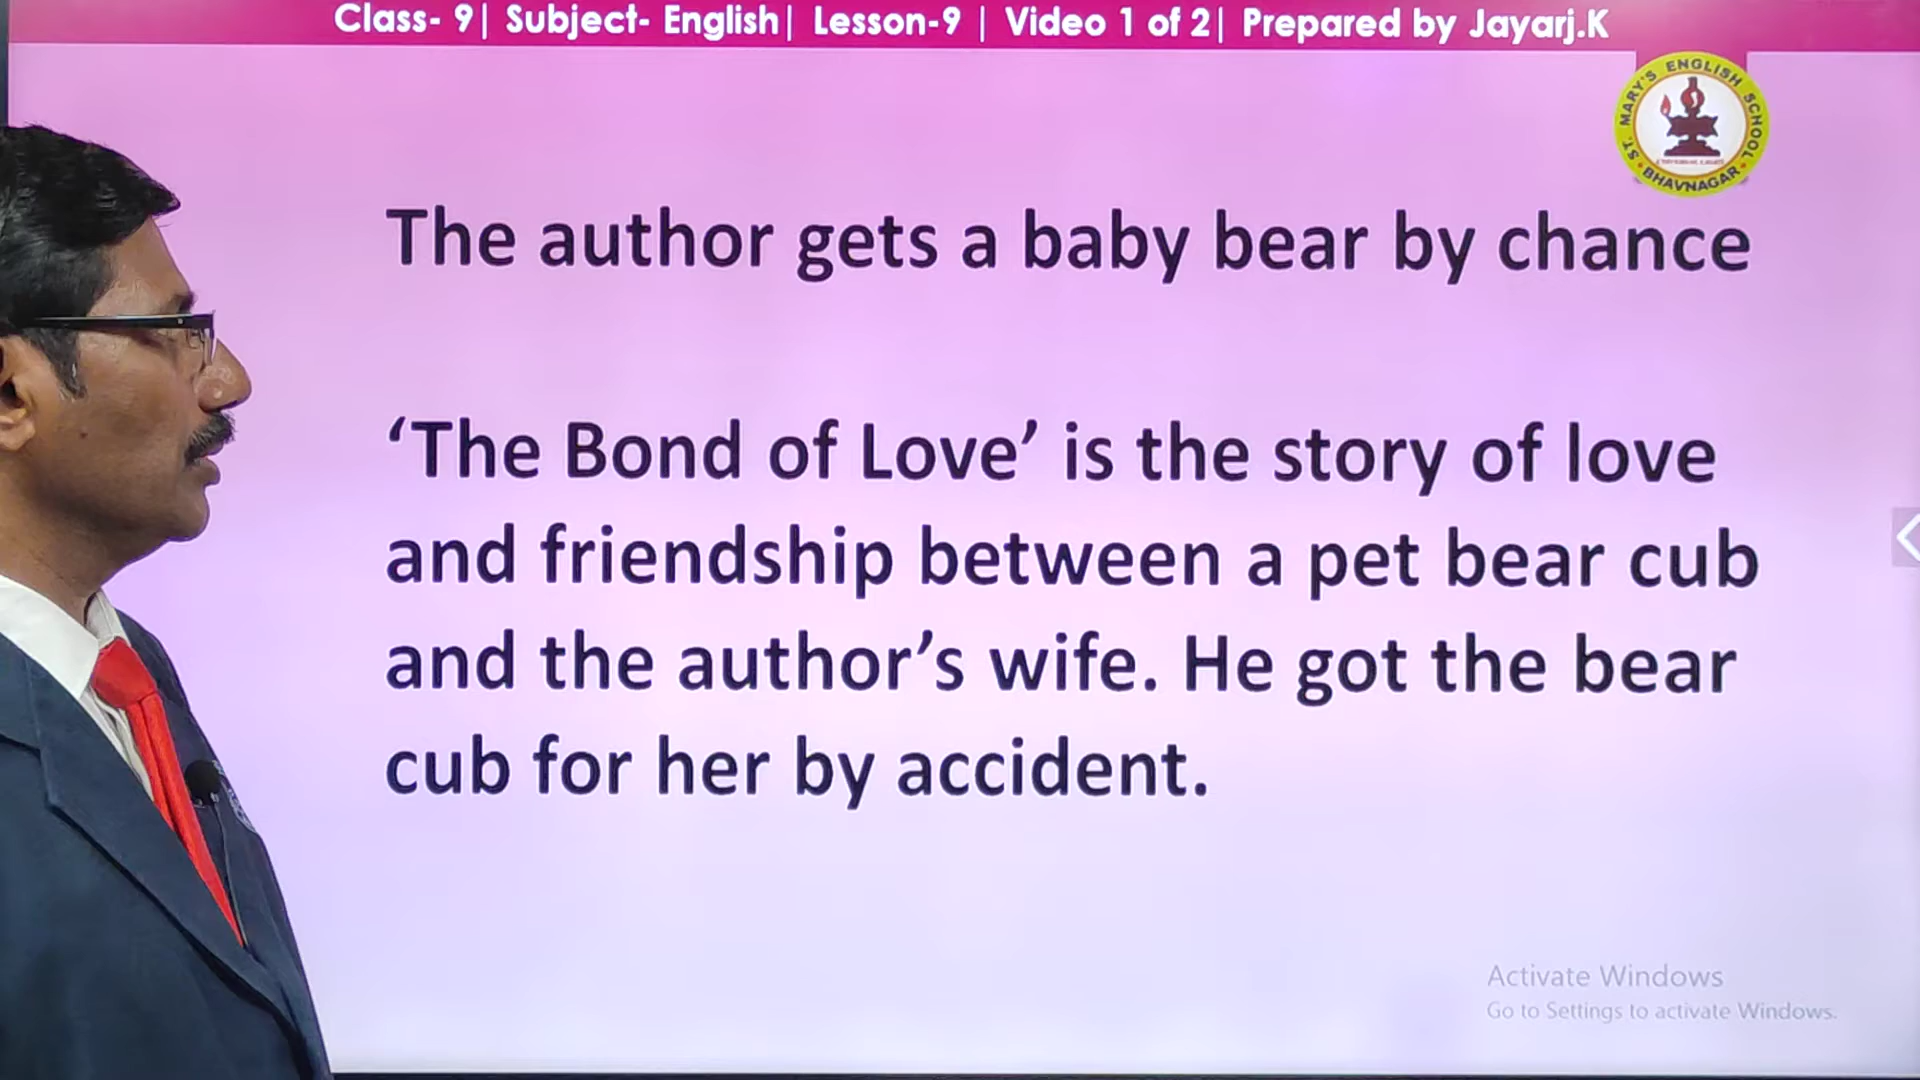 Class- 9| Subject- English| Lesson-9 | Video 1 of 2| Prepared by Jayarj.K
ST. MARY'S ENGLISH SCHOOL
BHAVNAGAR
The author gets a baby bear by chance
‘The Bond of Love’ is the story of love
and friendship between a pet bear cub
and the author’s wife. He got the bear
cub for her by accident.
Activate Windows
Go to Settings to activate Windows.